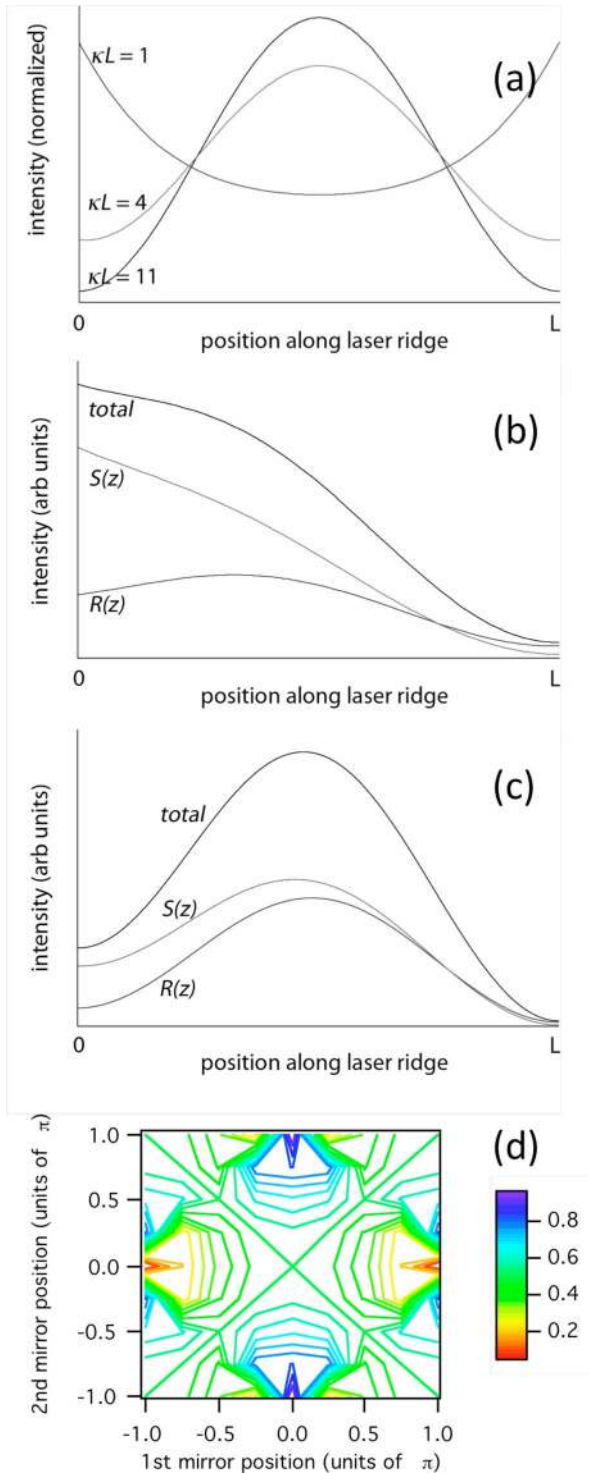 κL = 1
(a)
κL = 4
κL = 11
intensity (normalized)
0
L
position along laser ridge
total
(b)
S(z)
R(z)
intensity (arb units)
0
L
position along laser ridge
(c)
total
S(z)
R(z)
intensity (arb units)
0
L
position along laser ridge
(d)
2nd mirror position (units of π)
1.0
0.5
0.0
-0.5
-1.0
-1.0 -0.5 0.0 0.5 1.0
1st mirror position (units of π)
0.8
0.6
0.4
0.2